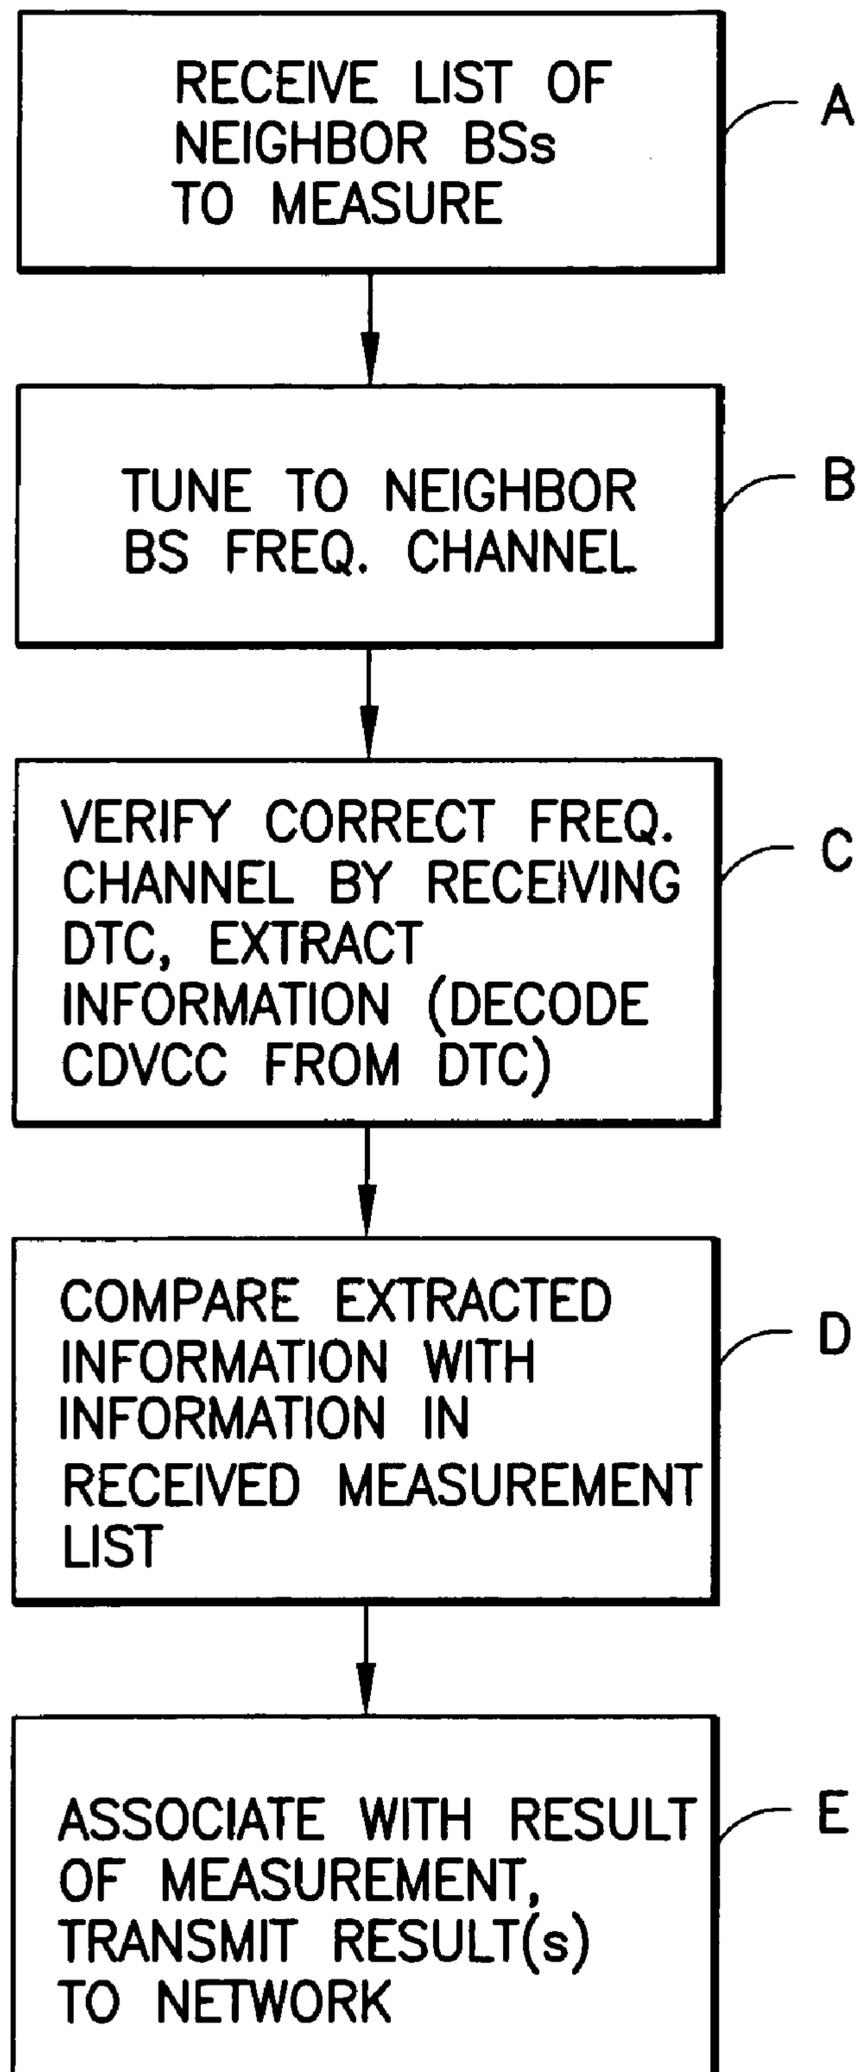 RECEIVE LIST OF
NEIGHBOR BSs
TO MEASURE
A
TUNE TO NEIGHBOR
BS FREQ. CHANNEL
B
VERIFY CORRECT FREQ.
CHANNEL BY RECEIVING
DTC, EXTRACT
INFORMATION (DECODE
CDVCC FROM DTC)
C
COMPARE EXTRACTED
INFORMATION WITH
INFORMATION IN
RECEIVED MEASUREMENT
LIST
D
ASSOCIATE WITH RESULT
OF MEASUREMENT,
TRANSMIT RESULT(s)
TO NETWORK
E